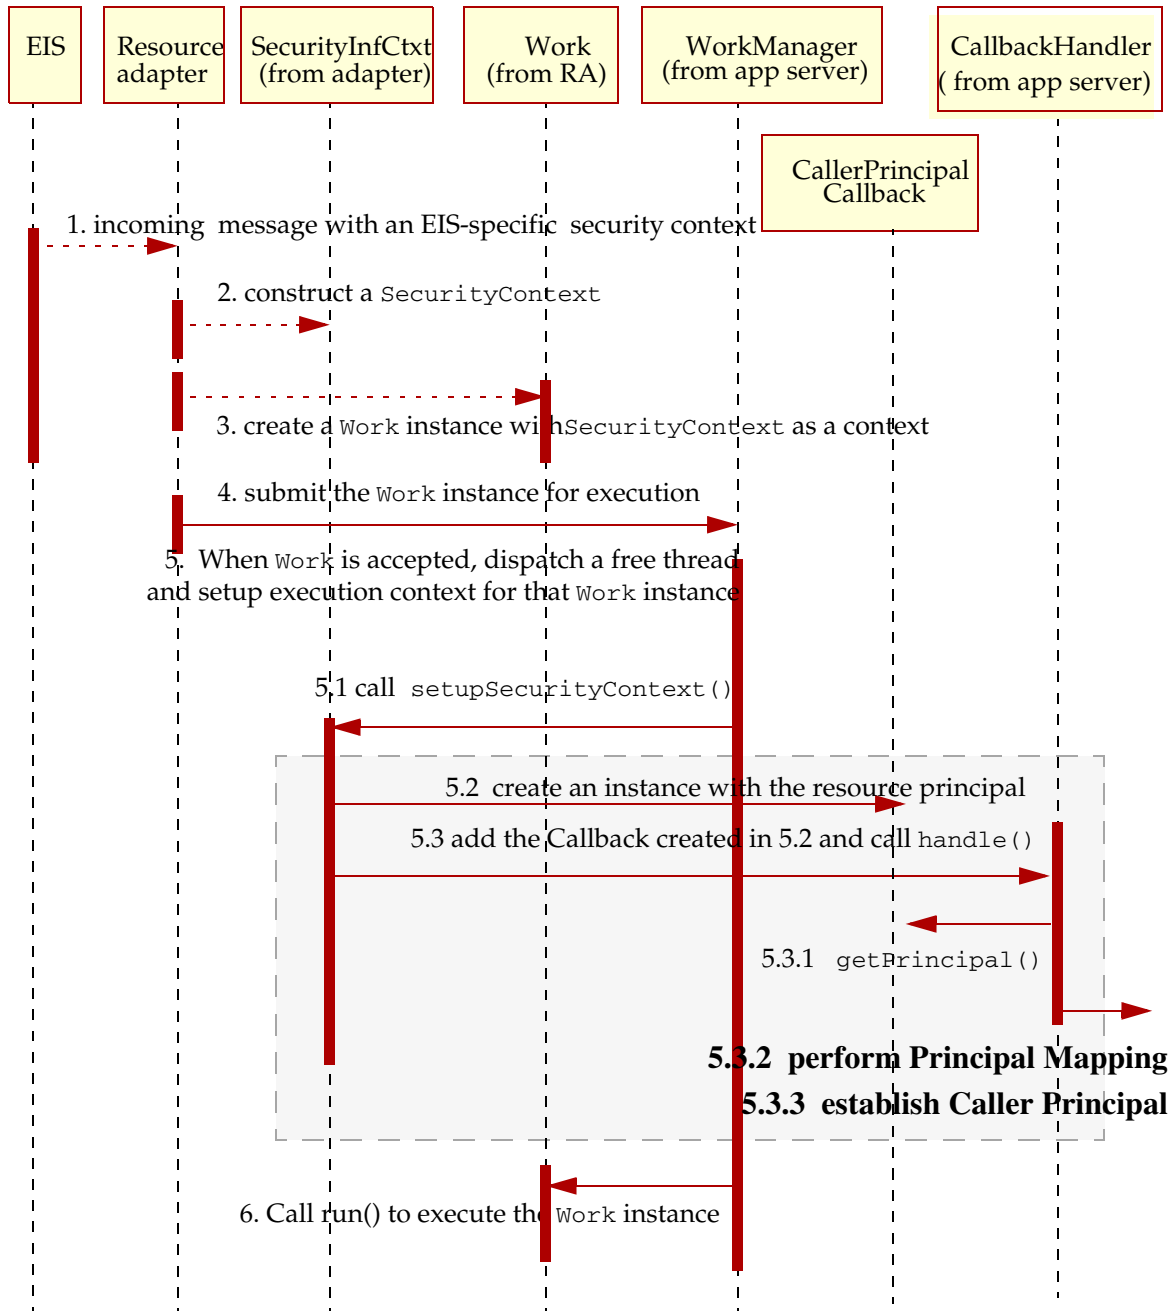 EIS
Resource
adapter
SecurityInfCtxt
(from adapter)
Work
(from RA)
WorkManager
(from app server)
CallbackHandler
( from app server)
CallerPrincipal
Callback
1. incoming message with an EIS-specific security context
2. construct a SecurityContext
3. create a Work instance withSecurityContext as a context
4. submit the Work instance for execution
5. When Work is accepted, dispatch a free thread
and setup execution context for that Work instance
5.1 call setupSecurityContext()
5.2 create an instance with the resource principal
5.3 add the Callback created in 5.2 and call handle()
5.3.1 getPrincipal()
5.3.2 perform Principal Mapping
5.3.3 establish Caller Principal
6. Call run() to execute the Work instance